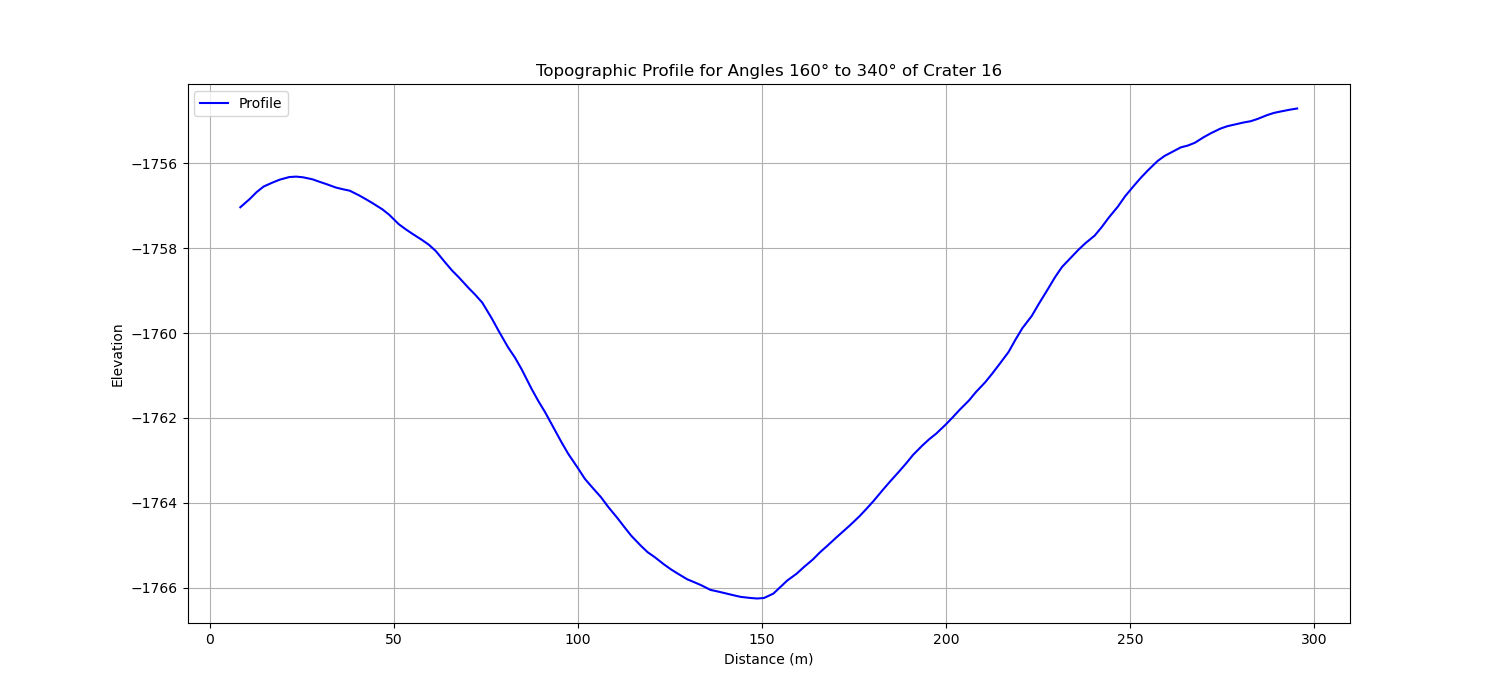 Topographic Profile for Angles 160° to 340° of Crater 16
Profile
−1756
−1758
−1760
−1762
−1764
−1766
Elevation
0 50 100 150 200 250 300
Distance (m)